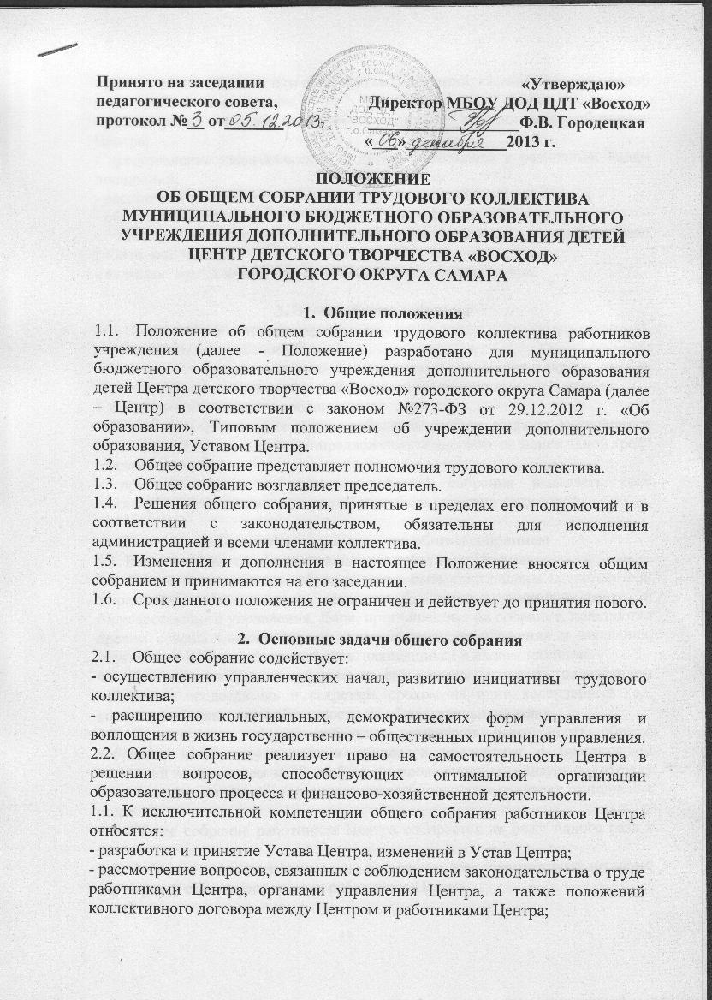 Принято на заседании
педагогического совета,
протокол № 3 от 05.12.2013г.
«Утверждаю»
Директор МБОУ ДОД ЦДТ «Восход»
Ф.В. Городецкая
« 06 » декабря 2013 г.
МБОУ
ДОД ЦДТ
"ВОСХОД"
г.о.Самара
ПОЛОЖЕНИЕ
ОБ ОБЩЕМ СОБРАНИИ ТРУДОВОГО КОЛЛЕКТИВА
МУНИЦИПАЛЬНОГО БЮДЖЕТНОГО ОБРАЗОВАТЕЛЬНОГО
УЧРЕЖДЕНИЯ ДОПОЛНИТЕЛЬНОГО ОБРАЗОВАНИЯ ДЕТЕЙ
ЦЕНТР ДЕТСКОГО ТВОРЧЕСТВА «ВОСХОД»
ГОРОДСКОГО ОКРУГА САМАРА
1. Общие положения
1.1. Положение об общем собрании трудового коллектива работников
учреждения (далее - Положение) разработано для муниципального
бюджетного образовательного учреждения дополнительного образования
детей Центра детского творчества «Восход» городского округа Самара (далее
– Центр) в соответствии с законом №273-ФЗ от 29.12.2012 г. «Об
образовании», Типовым положением об учреждении дополнительного
образования, Уставом Центра.
1.2. Общее собрание представляет полномочия трудового коллектива.
1.3. Общее собрание возглавляет председатель.
1.4. Решения общего собрания, принятые в пределах его полномочий и в
соответствии с законодательством, обязательны для исполнения
администрацией и всеми членами коллектива.
1.5. Изменения и дополнения в настоящее Положение вносятся общим
собранием и принимаются на его заседании.
1.6. Срок данного положения не ограничен и действует до принятия нового.
2. Основные задачи общего собрания
2.1. Общее собрание содействует:
- осуществлению управленческих начал, развитию инициативы трудового
коллектива;
- расширению коллегиальных, демократических форм управления и
воплощения в жизнь государственно – общественных принципов управления.
2.2. Общее собрание реализует право на самостоятельность Центра в
решении вопросов, способствующих оптимальной организации
образовательного процесса и финансово-хозяйственной деятельности.
1.1. К исключительной компетенции общего собрания работников Центра
относятся:
- разработка и принятие Устава Центра, изменений в Устав Центра;
- рассмотрение вопросов, связанных с соблюдением законодательства о труде
работниками Центра, органами управления Центра, а также положений
коллективного договора между Центром и работниками Центра;